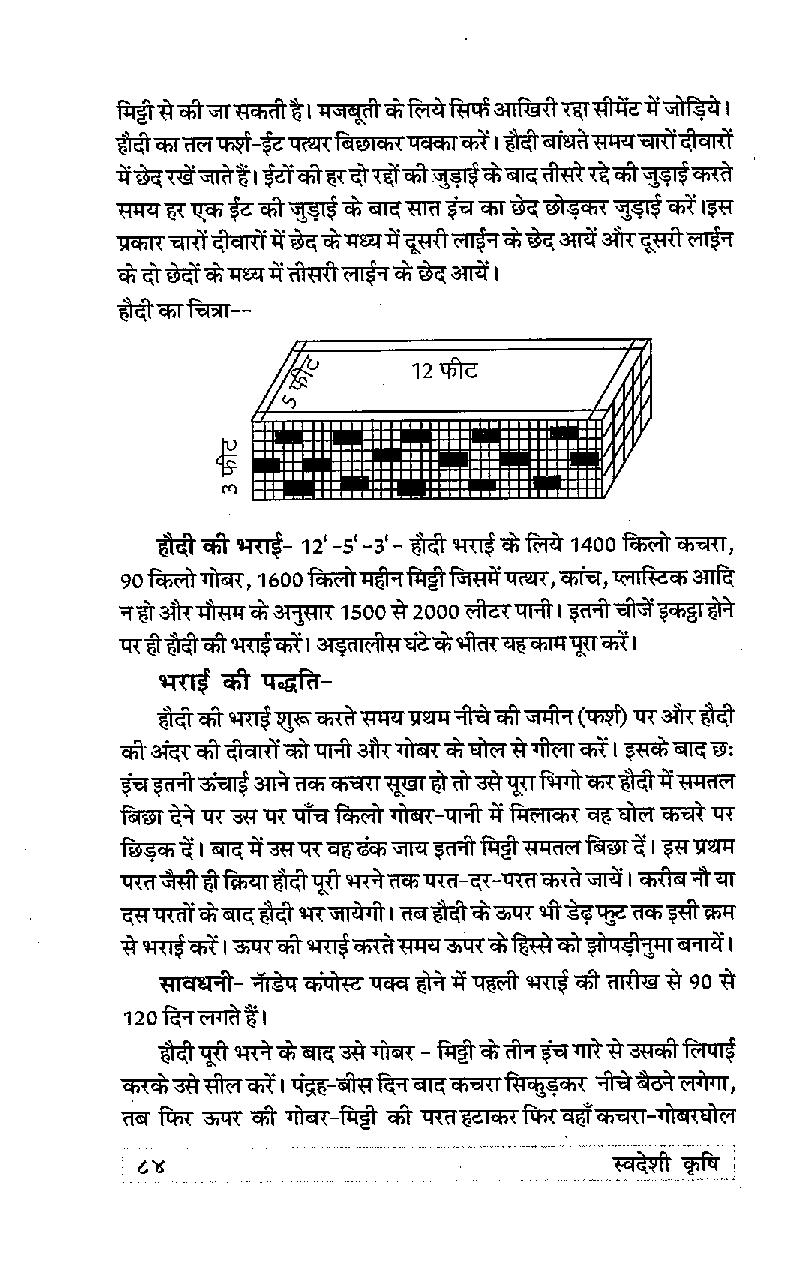 मिट्टी से की जा सकती है। मजबूती के लिये सिर्फ आखिरी रद्दा सीमेंट में जोड़िये।
हौदी का तल फर्श-ईट पत्थर बिछाकर पक्का करें। हौदी बांधते समय चारों दीवारों
में छेद रखें जाते हैं। ईटों की हर दो रद्दों की जुड़ाई के बाद तीसरे रद्दे की जुड़ाई करते
समय हर एक ईट की जुड़ाई के बाद सात इंच का छेद छोड़कर जुड़ाई करें।इस
प्रकार चारों दीवारों में छेद के मध्य में दूसरी लाईन के छेद आयें और दूसरी लाईन
के दो छेदों के मध्य में तीसरी लाईन के छेद आयें।
हौदी का चित्रा--
12 फीट
5 फीट
3 फीट
हौदी की भराई- 12‘ -5‘ -3‘ - हौदी भराई के लिये 1400 किलो कचरा,
90 किलो गोबर, 1600 किलो महीन मिट्टी जिसमें पत्थर, कांच, प्लास्टिक आदि
न हो और मौसम के अनुसार 1500 से 2000 लीटर पानी। इतनी चीजें इकट्ठा होने
पर ही हौदी की भराई करें। अड़तालीस घंटे के भीतर यह काम पूरा करें।
भराई की पद्धति-
हौदी की भराई शुरू करते समय प्रथम नीचे की जमीन (फर्श) पर और हौदी
की अंदर की दीवारों को पानी और गोबर के घोल से गीला करें। इसके बाद छः
इंच इतनी ऊंचाई आने तक कचरा सूखा हो तो उसे पूरा भिगो कर हौदी में समतल
बिछा देने पर उस पर पाँच किलो गोबर-पानी में मिलाकर वह घोल कचरे पर
छिड़क दें। बाद में उस पर वह ढंक जाय इतनी मिट्टी समतल बिछा दें। इस प्रथम
परत जैसी ही क्रिया हौदी पूरी भरने तक परत-दर-परत करते जायें। करीब नौ या
दस परतों के बाद हौदी भर जायेगी। तब हौदी के ऊपर भी डेढ़ फुट तक इसी क्रम
से भराई करें। ऊपर की भराई करते समय ऊपर के हिस्से को झोपड़ीनुमा बनायें।
सावधनी- नॅाडेप कंपोस्ट पक्व होने में पहली भराई की तारीख से 90 से
120 दिन लगते हैं।
हौदी पूरी भरने के बाद उसे गोबर - मिट्टी के तीन इंच गारे से उसकी लिपाई
करके उसे सील करें। पंद्रह-बीस दिन बाद कचरा सिकुड़कर नीचे बैठने लगेगा,
तब फिर ऊपर की गोबर-मिट्टी की परत हटाकर फिर वहाँ कचरा-गोबरघोल
८४ स्वदेशी कृषि